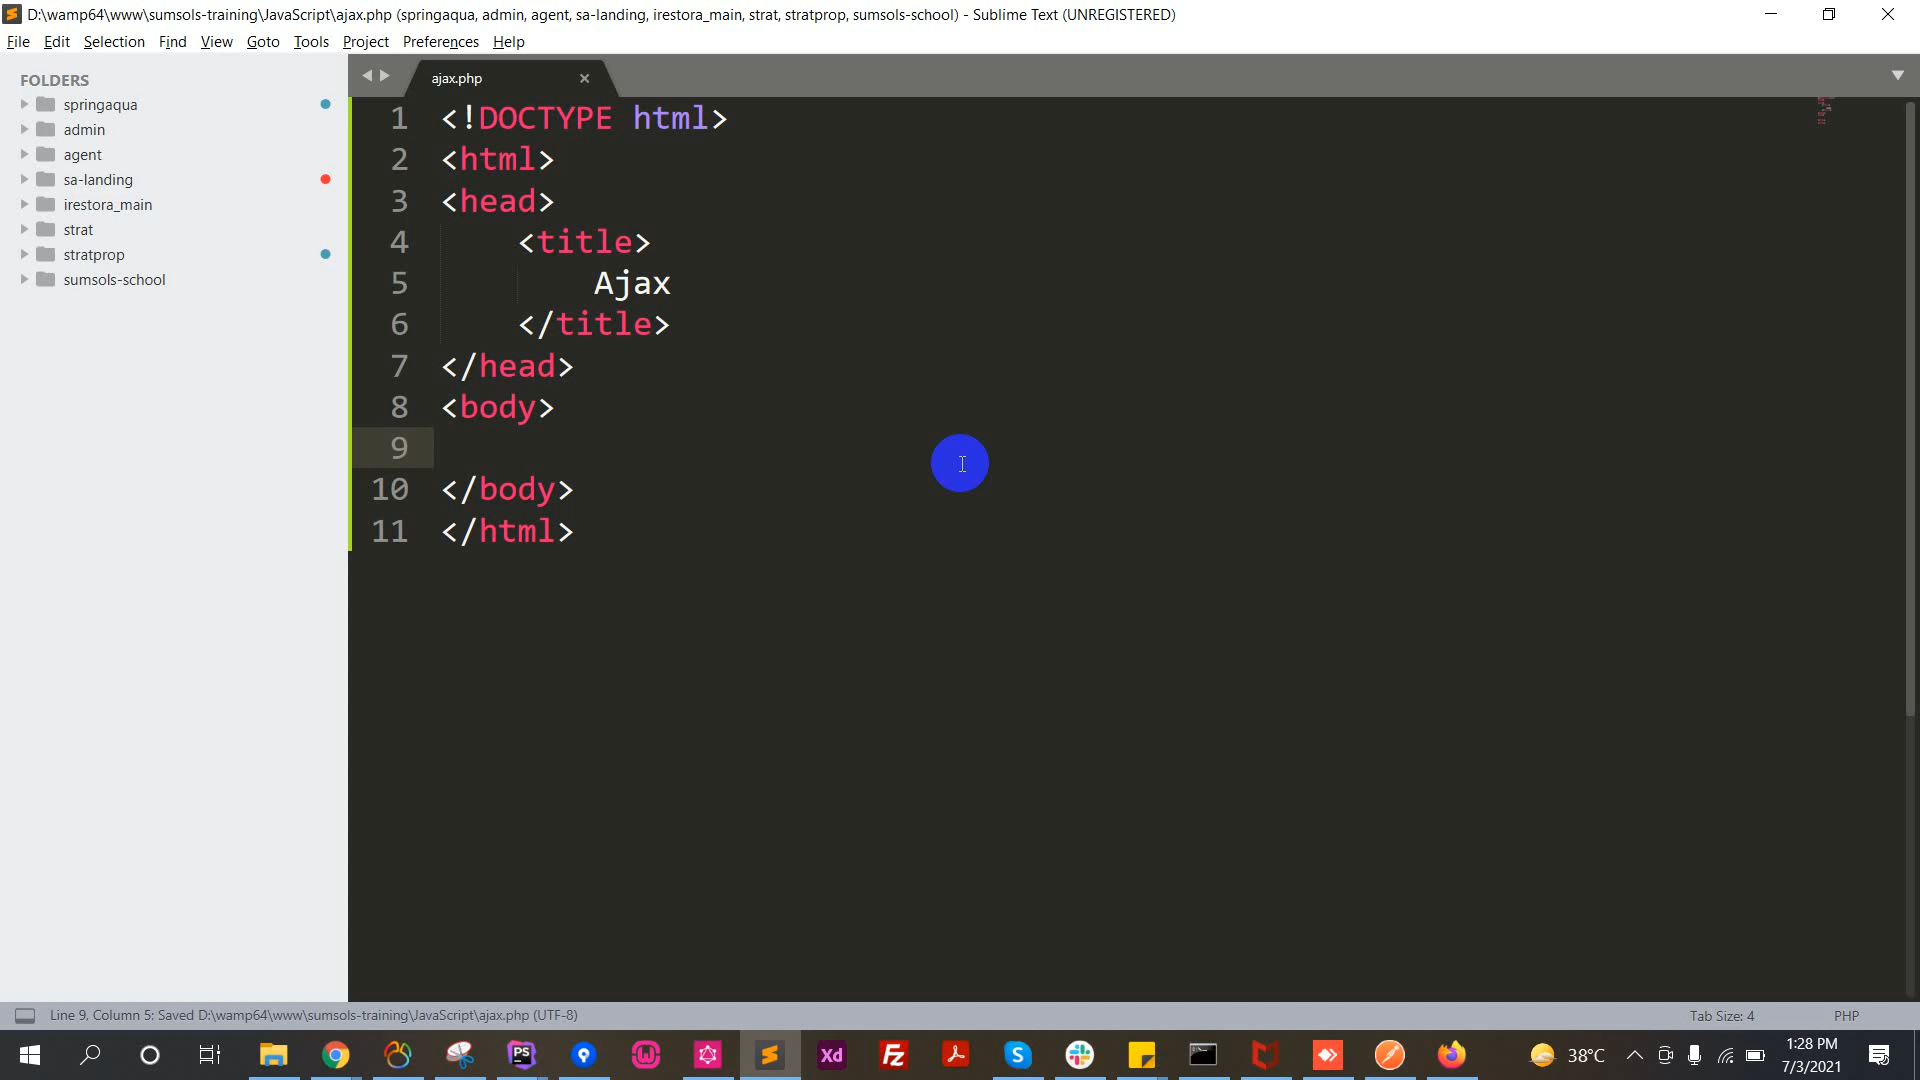 D:\wamp64\www\sumsols-training\JavaScript\ajax.php (springaqua, admin, agent, sa-landing, irestora_main, strat, stratprop, sumsols-school) - Sublime Text (UNREGISTERED)
File Edit Selection Find View Goto Tools Project Preferences Help
FOLDERS
springaqua
admin
agent
sa-landing
irestora_main
strat
stratprop
sumsols-school
ajax.php
1 <!DOCTYPE html>
2 <html>
3 <head>
4 <title>
5 Ajax
6 </title>
7 </head>
8 <body>
9
10 </body>
11 </html>
Line 9, Column 5: Saved D:\wamp64\www\sumsols-training\JavaScript\ajax.php (UTF-8)
Tab Size: 4
PHP
PS
Xd
Fz
38°C
1:28 PM
7/3/2021